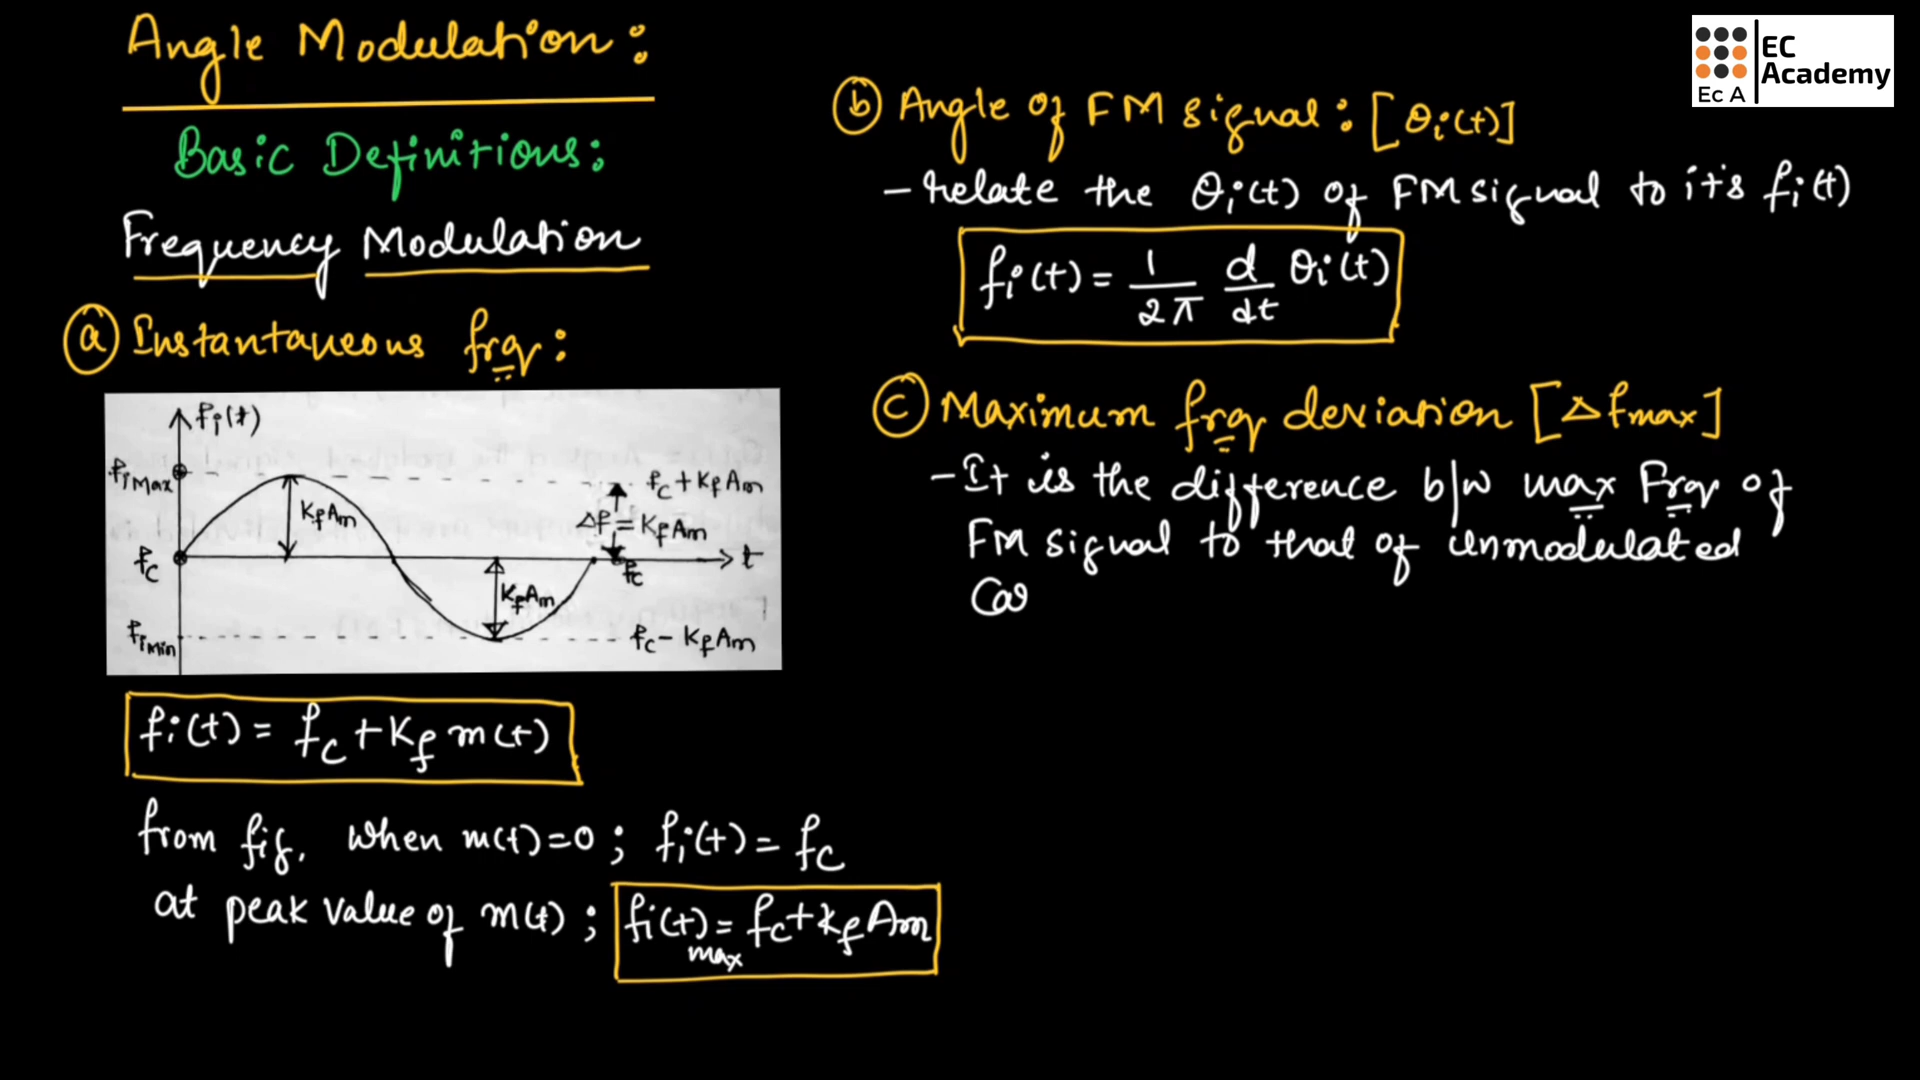 Angle Modulation:
Basic Definitions:
Frequency Modulation
(a) Instantaneous frq:
fi(t)
fiMax
fc + KfAm
KfAm
Δf = KfAm
fc
t
fc
KfAm
fiMin
fc - KfAm
fi(t) = fc + Kf m(t)
from fig, when m(t)=0 ; fi(t) = fc
at peak value of m(t) ; fi(t)max = fc + kf Am
(b) Angle of FM signal : [θi(t)]
- relate the θi(t) of FM signal to it's fi(t)
fi(t) = 1/2π d/dt θi(t)
(c) Maximum frq deviation [Δfmax]
- It is the difference b/w max Frq of
FM signal to that of unmodulated
Ca
EC
Academy
Ec A